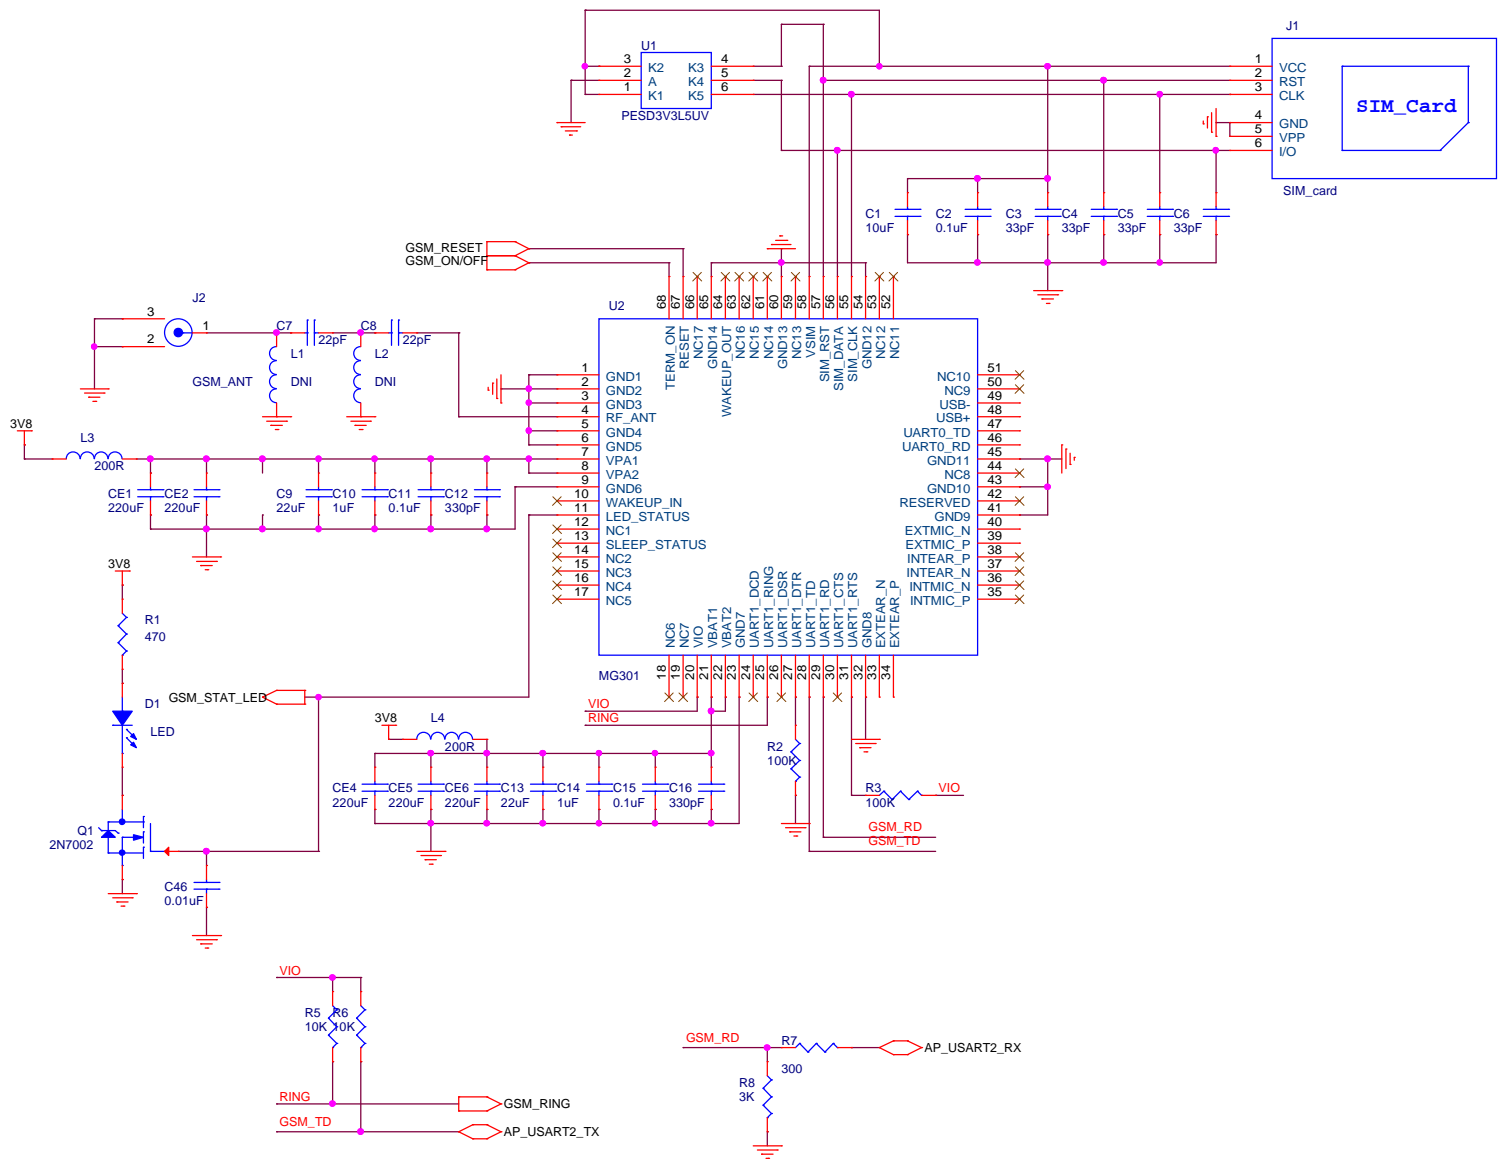 J1
U1
3 K2 K3 4
2 A K4 5
1 K1 K5 6
PESD3V3L5UV
1 VCC
2 RST
3 CLK
4 GND
5 VPP
6 I/O
SIM_Card
SIM_card
C1
10uF
C2
0.1uF
C3
33pF
C4
33pF
C5
33pF
C6
33pF
GSM_RESET
GSM_ON/OFF
J2
3
1
2
GSM_ANT
C7
22pF
L1
DNI
C8
22pF
L2
DNI
U2
68 TERM_ON
67 RESET
66 NC17
65 GND14
64 WAKEUP_OUT
63 NC16
62 NC15
61 NC14
60 GND13
59 NC13
58 VSIM
57 SIM_RST
56 SIM_DATA
55 SIM_CLK
54 GND12
53 NC12
52 NC11
1 GND1
2 GND2
3 GND3
4 RF_ANT
5 GND4
6 GND5
7 VPA1
8 VPA2
9 GND6
10 WAKEUP_IN
11 LED_STATUS
12 NC1
13 SLEEP_STATUS
14 NC2
15 NC3
16 NC4
17 NC5
NC10 51
NC9 50
USB- 49
USB+ 48
UART0_TD 47
UART0_RD 46
GND11 45
NC8 44
GND10 43
RESERVED 42
GND9 41
EXTMIC_N 40
EXTMIC_P 39
INTEAR_P 38
INTEAR_N 37
INTMIC_N 36
INTMIC_P 35
18 NC6
19 NC7
20 VIO
21 VBAT1
22 VBAT2
23 GND7
24 UART1_DCD
25 UART1_RING
26 UART1_DSR
27 UART1_DTR
28 UART1_TD
29 UART1_RD
30 UART1_CTS
31 UART1_RTS
32 GND8
33 EXTEAR_N
34 EXTEAR_P
MG301
3V8
L3
200R
CE1
220uF
CE2
220uF
C9
22uF
C10
1uF
C11
0.1uF
C12
330pF
3V8
R1
470
D1
LED
GSM_STAT_LED
Q1
2N7002
C46
0.01uF
VIO
RING
3V8
L4
200R
CE4
220uF
CE5
220uF
CE6
220uF
C13
22uF
C14
1uF
C15
0.1uF
C16
330pF
R2
100K
R3
100K
VIO
GSM_RD
GSM_TD
VIO
R5
10K
R6
10K
RING
GSM_RING
GSM_TD
AP_USART2_TX
GSM_RD
R7
300
AP_USART2_RX
R8
3K